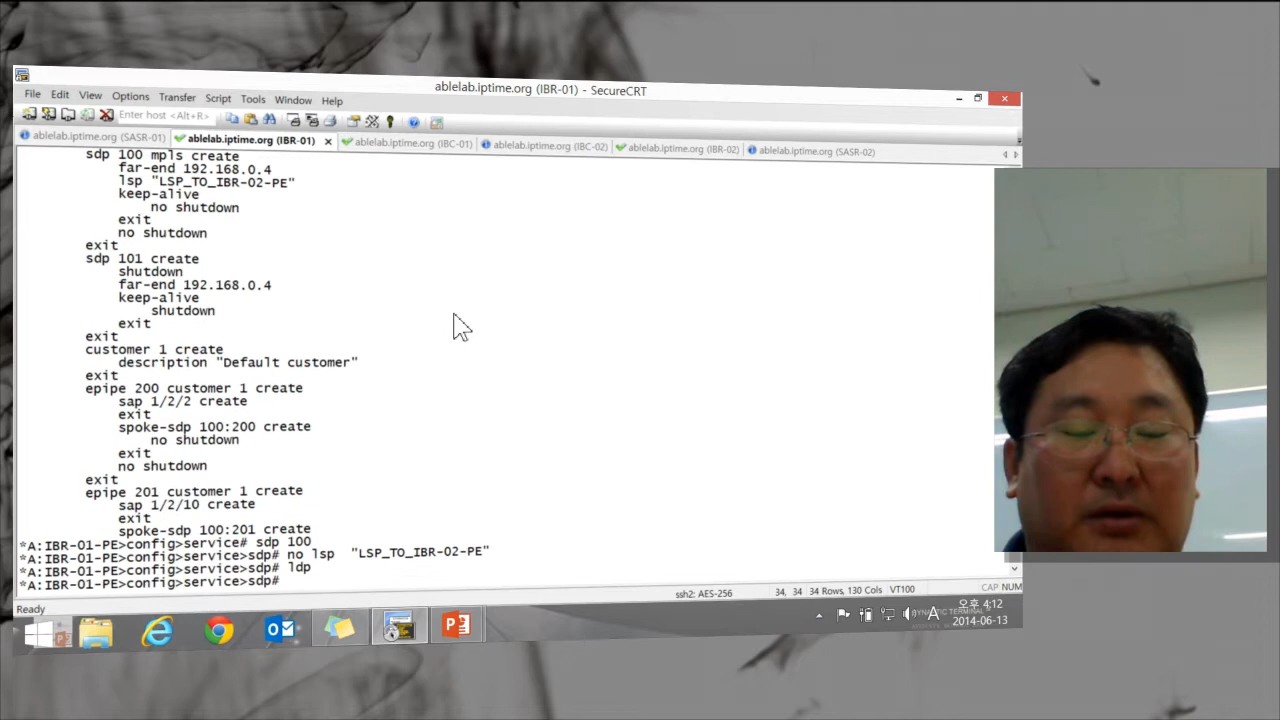 ablelab.iptime.org (IBR-01) - SecureCRT
File Edit View Options Transfer Script Tools Window Help
Enter host <Alt+R>
ablelab.iptime.org (SASR-01) ablelab.iptime.org (IBR-01) ablelab.iptime.org (IBC-01) ablelab.iptime.org (IBC-02) ablelab.iptime.org (IBR-02) ablelab.iptime.org (SASR-02)
sdp 100 mpls create
far-end 192.168.0.4
lsp "LSP_TO_IBR-02-PE"
keep-alive
no shutdown
exit
no shutdown
exit
sdp 101 create
shutdown
far-end 192.168.0.4
keep-alive
shutdown
exit
exit
customer 1 create
description "Default customer"
exit
epipe 200 customer 1 create
sap 1/2/2 create
exit
spoke-sdp 100:200 create
no shutdown
exit
no shutdown
exit
epipe 201 customer 1 create
sap 1/2/10 create
exit
spoke-sdp 100:201 create
*A:IBR-01-PE>config>service# sdp 100
*A:IBR-01-PE>config>service>sdp# no lsp  "LSP_TO_IBR-02-PE"
*A:IBR-01-PE>config>service>sdp# ldp
*A:IBR-01-PE>config>service>sdp#
Ready ssh2: AES-256 34, 34 34 Rows, 130 Cols VT100 CAP NUM
A 오후 4:12
2014-06-13